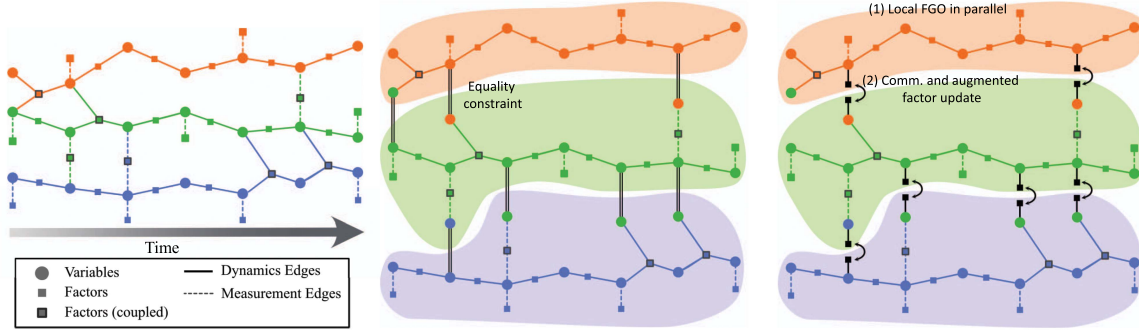 Time
Variables
Factors
Factors (coupled)
Dynamics Edges
Measurement Edges
Equality
constraint
(1) Local FGO in parallel
(2) Comm. and augmented
factor update